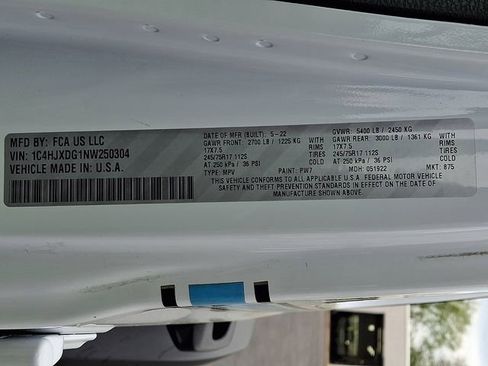 MFD BY: FCA US LLC
VIN: 1C4HJXDG1NW250304
VEHICLE MADE IN: U.S.A.
DATE OF MFR (BUILT): 5-22
GVWR: 5400 LB / 2450 KG
GAWR FRONT: 2700 LB / 1225 KG
GAWR REAR: 3000 LB / 1361 KG
17X7.5 RIMS
17X7.5 RIMS
245/75R17 112S TIRES
245/75R17 112S TIRES
AT 250 kPa / 36 PSI COLD
AT 250 kPa / 36 PSI COLD
TYPE: MPV
PAINT: PW7
MDH: 051922
MKT: 875
THIS VEHICLE CONFORMS TO ALL APPLICABLE U.S.A. FEDERAL MOTOR VEHICLE
SAFETY AND THEFT PREVENTION STANDARDS IN EFFECT ON THE DATE OF
MANUFACTURE SHOWN ABOVE.